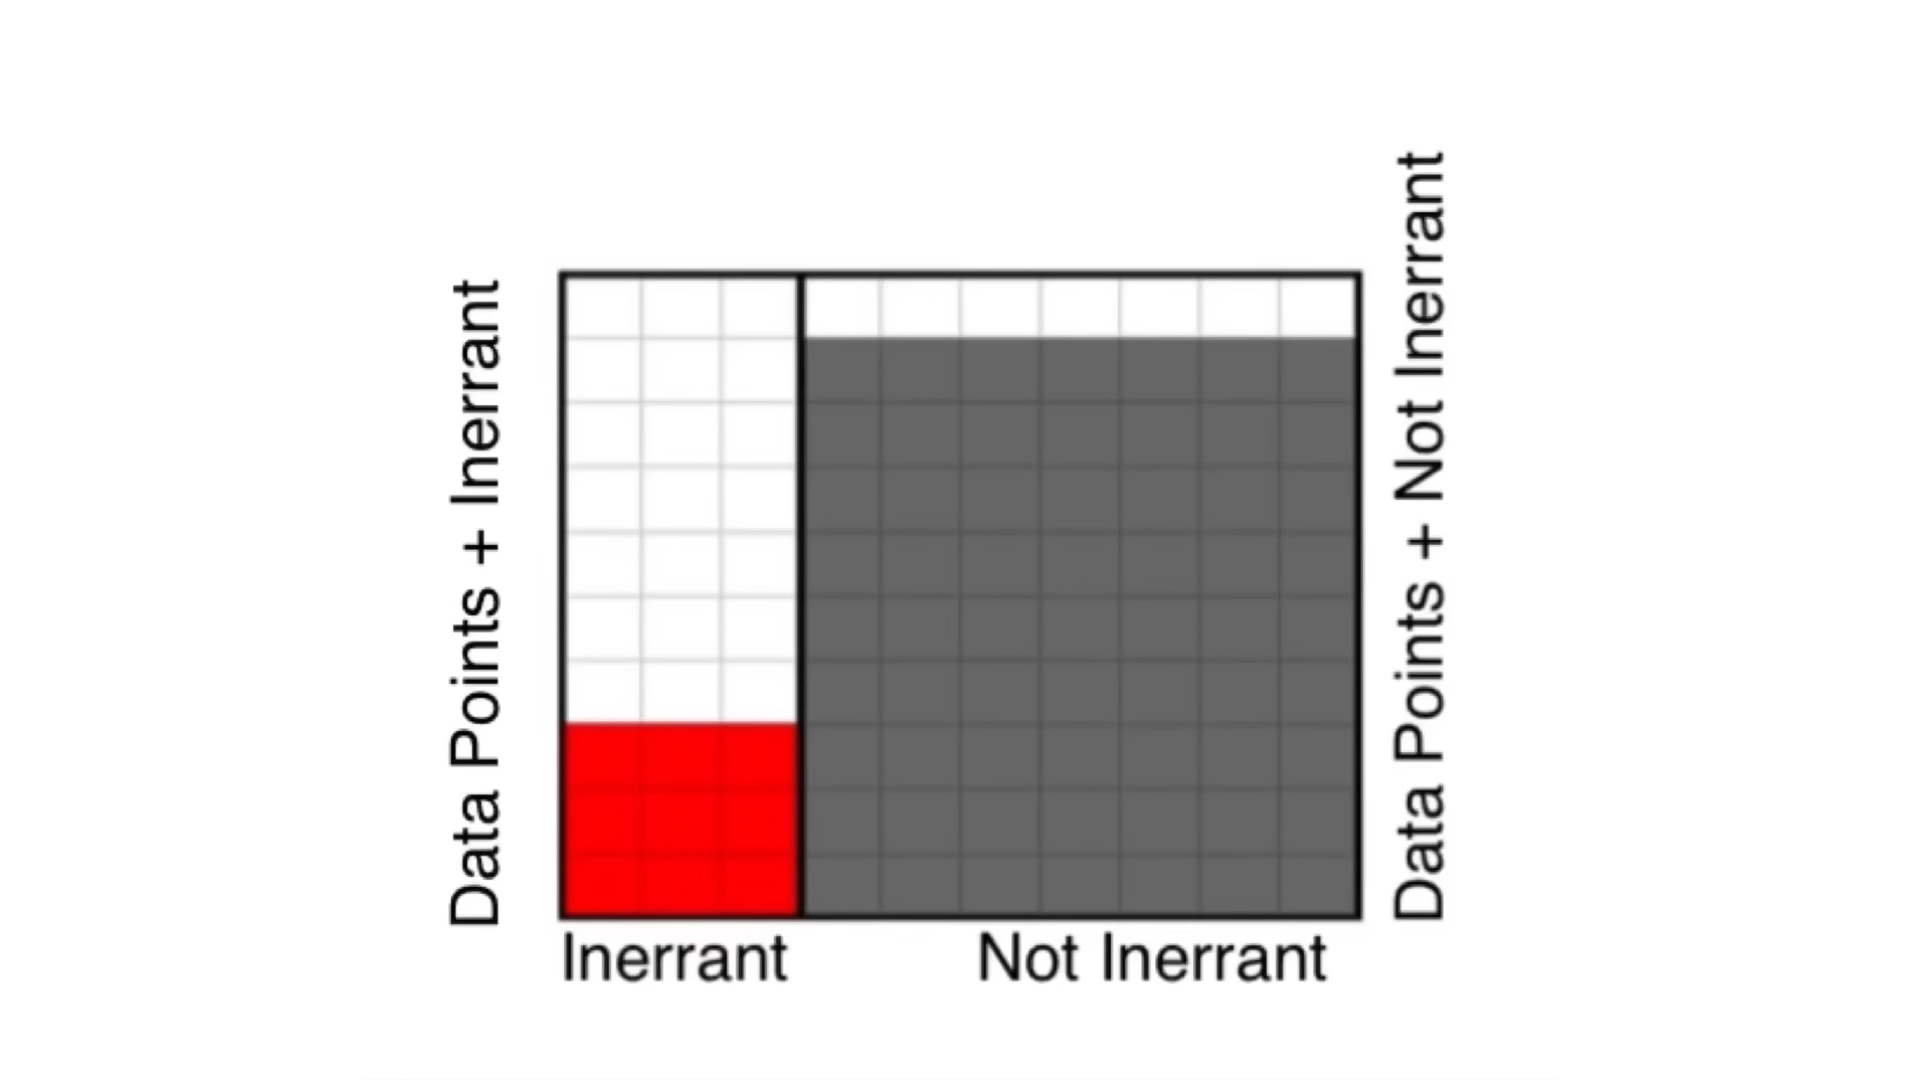 Data Points + Inerrant
Data Points + Not Inerrant
Inerrant
Not Inerrant